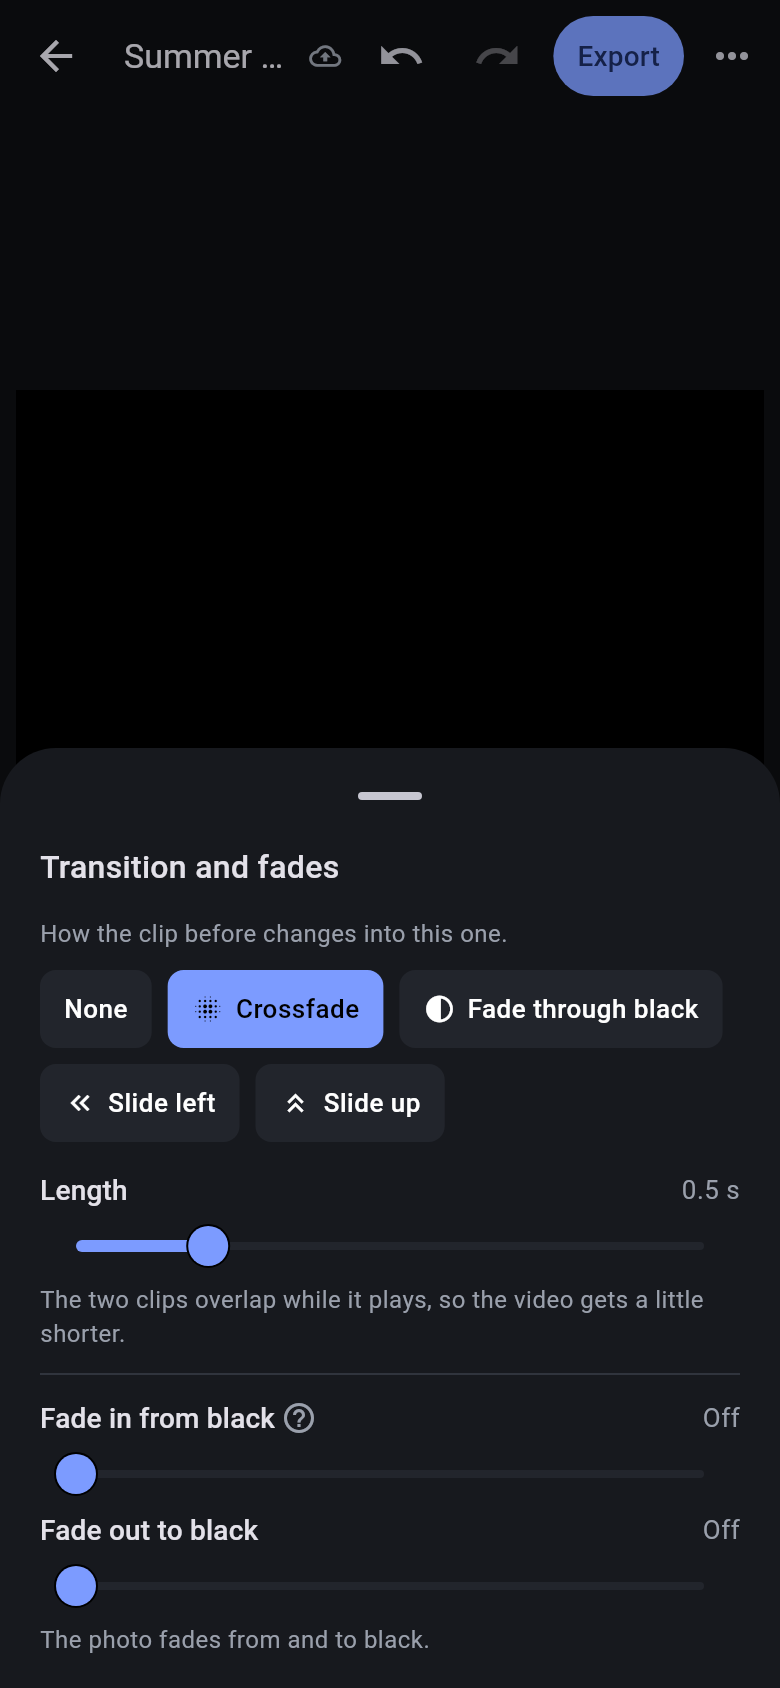 Summer ...
Export
Transition and fades
How the clip before changes into this one.
None
Crossfade
Fade through black
Slide left
Slide up
Length
0.5 s
The two clips overlap while it plays, so the video gets a little
shorter.
Fade in from black
Off
Fade out to black
Off
The photo fades from and to black.